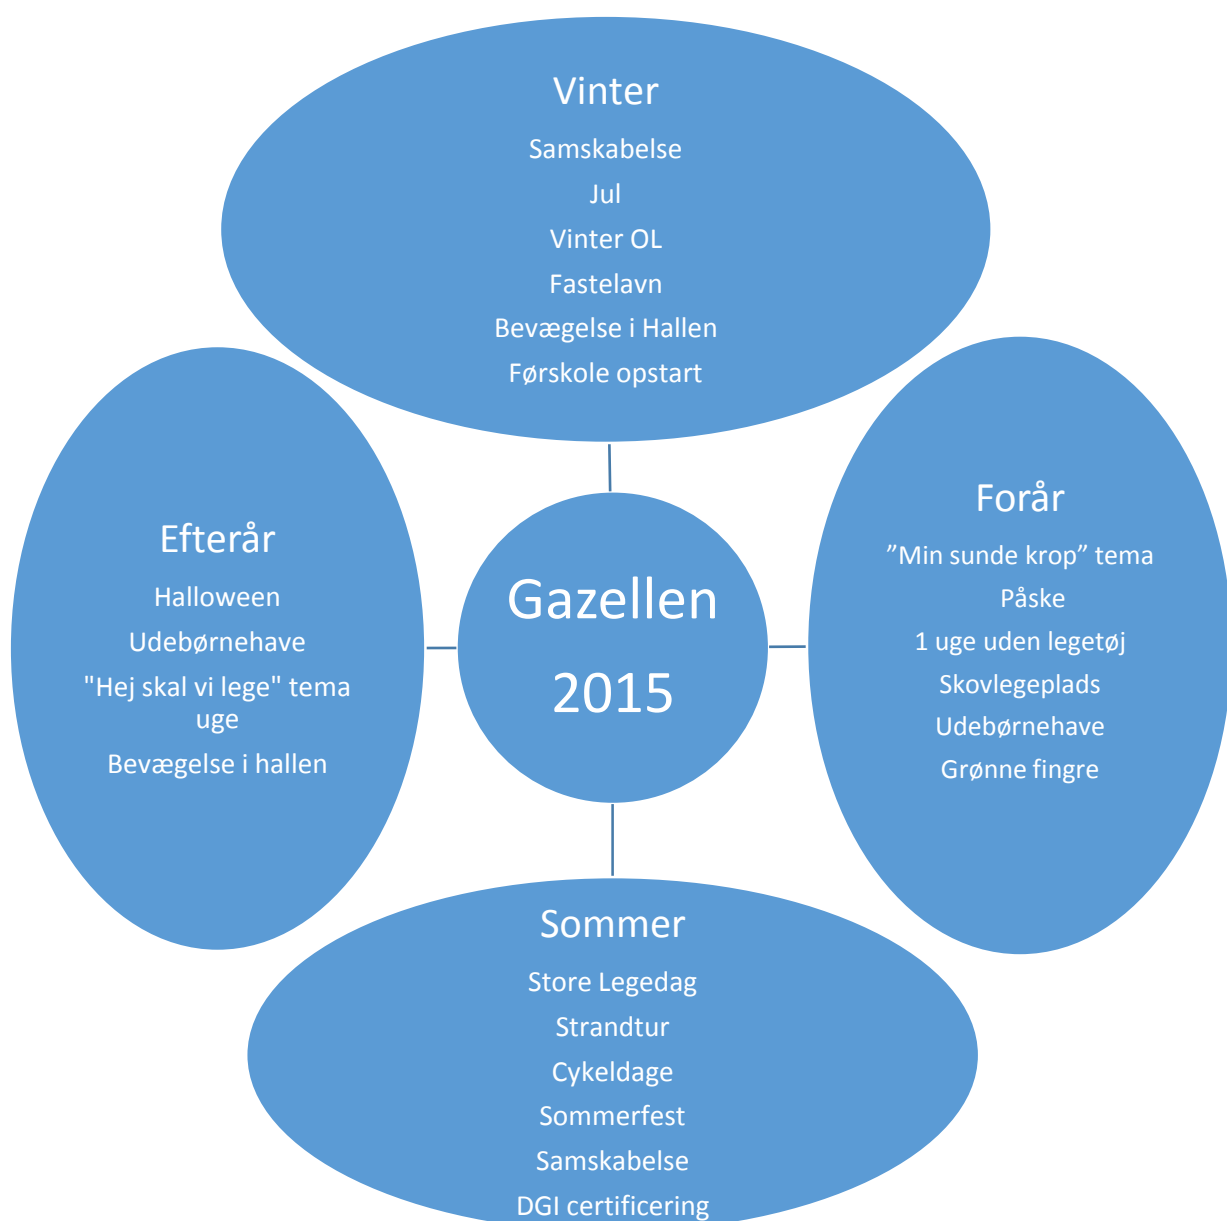 Vinter
Samskabelse
Jul
Vinter OL
Fastelavn
Bevægelse i Hallen
Førskole opstart
Forår
”Min sunde krop” tema
Påske
1 uge uden legetøj
Skovlegeplads
Udebørnehave
Grønne fingre
Sommer
Store Legedag
Strandtur
Cykeldage
Sommerfest
Samskabelse
DGI certificering
Efterår
Halloween
Udebørnehave
"Hej skal vi lege" tema
uge
Bevægelse i hallen
Gazellen
2015